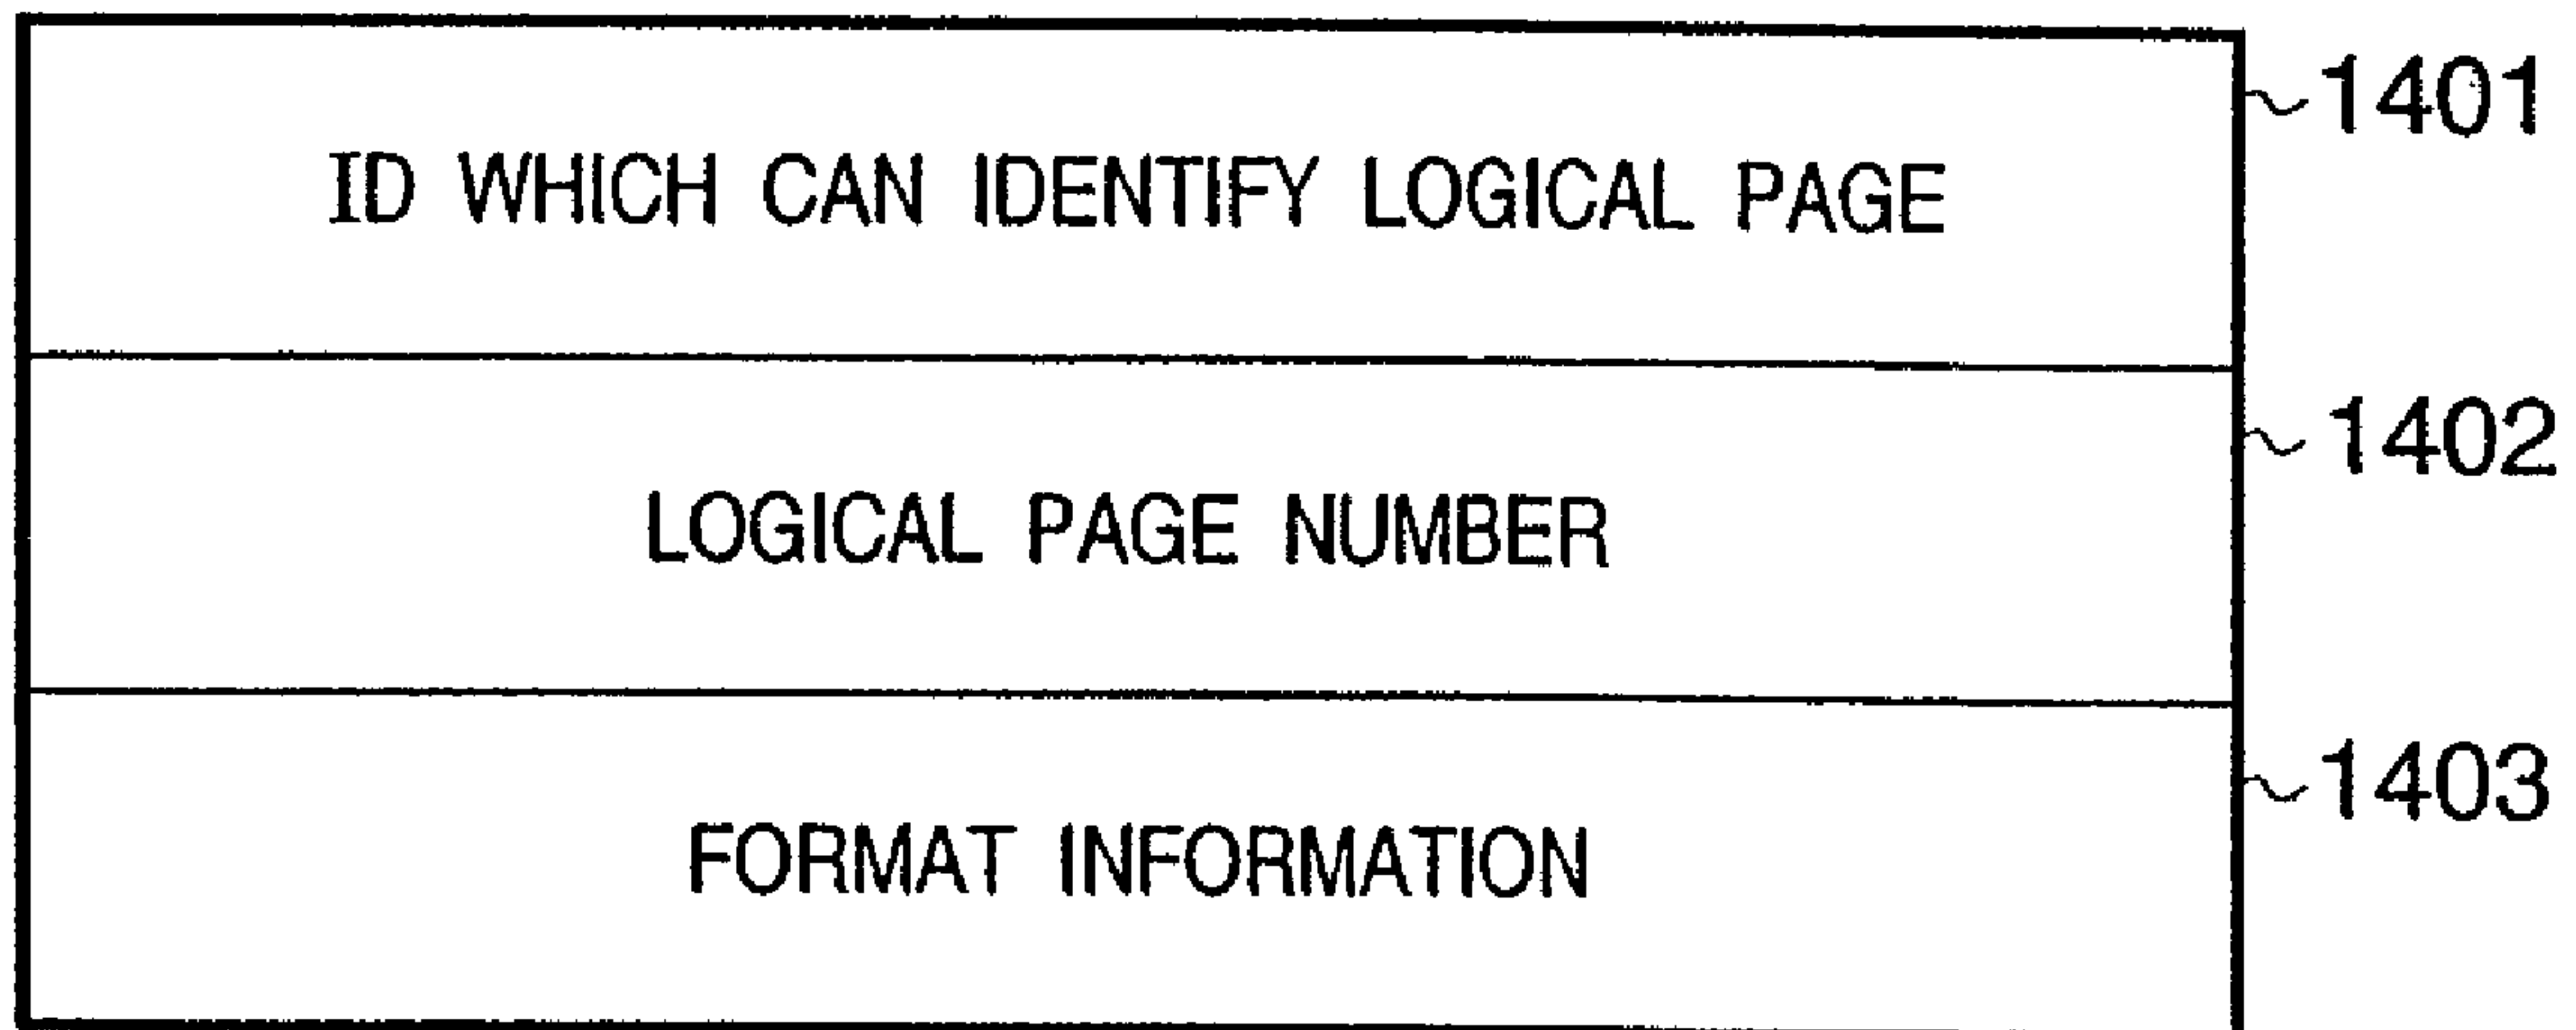 ID WHICH CAN IDENTIFY LOGICAL PAGE
1401
LOGICAL PAGE NUMBER
1402
FORMAT INFORMATION
1403